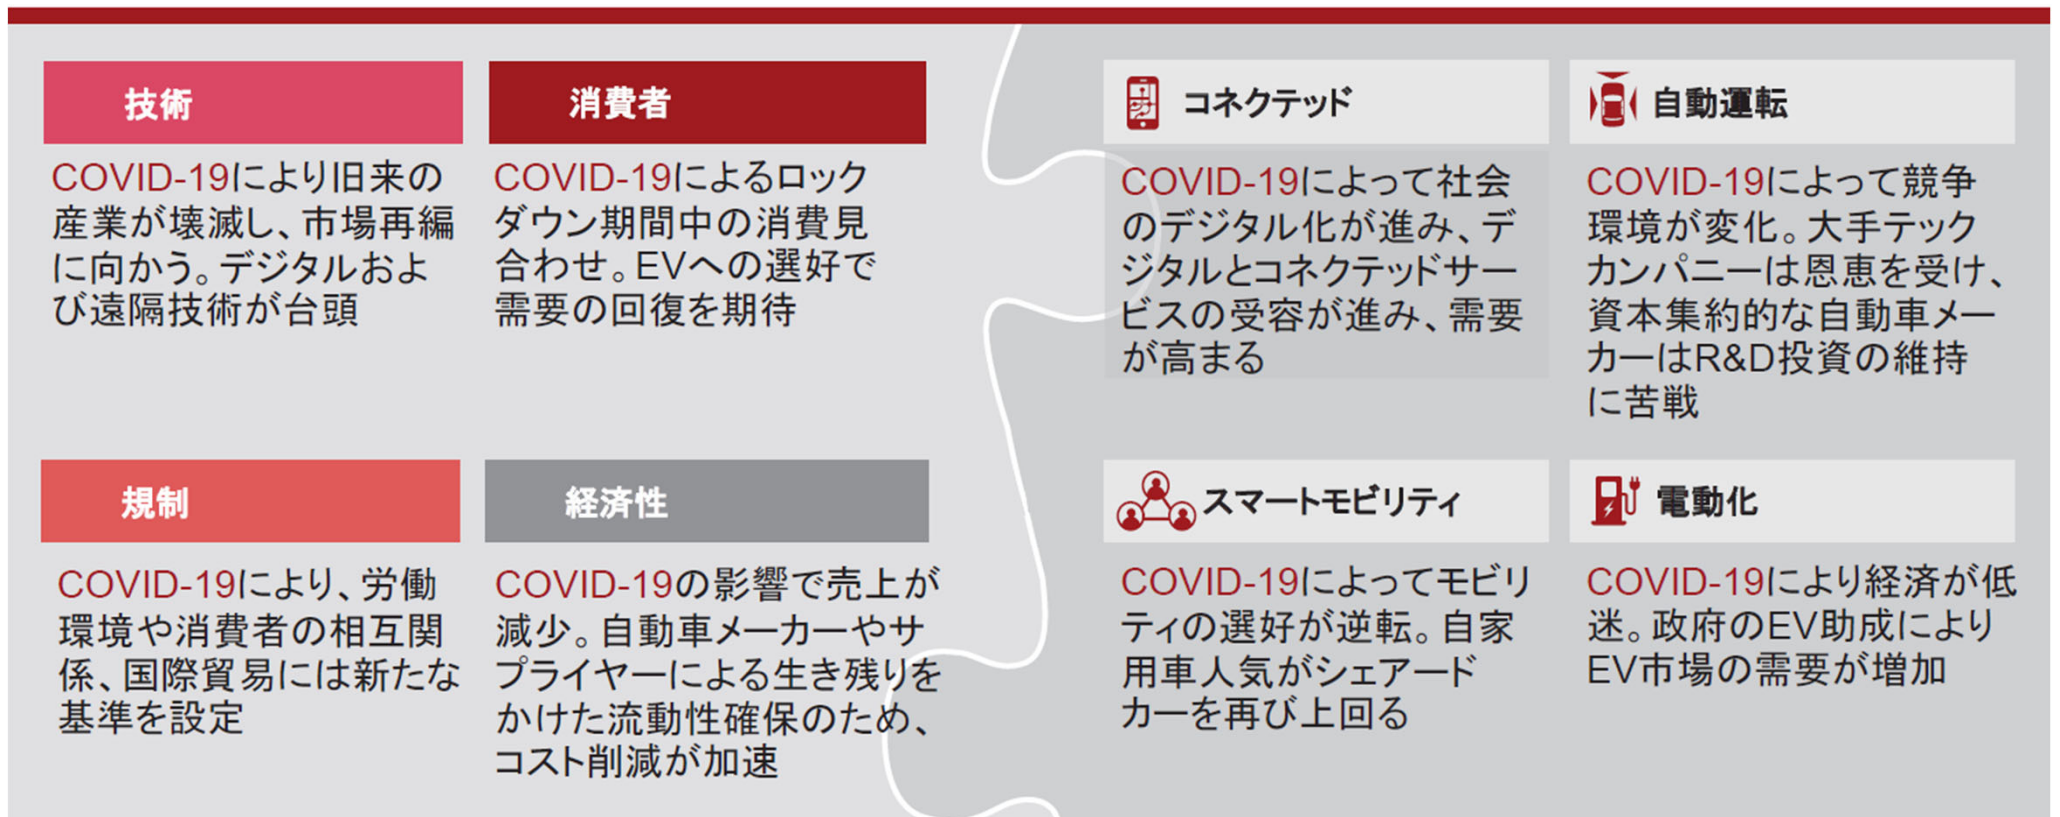 技術
COVID-19により旧来の
産業が壊滅し、市場再編
に向かう。デジタルおよ
び遠隔技術が台頭
消費者
COVID-19によるロック
ダウン期間中の消費見
合わせ。EVへの選好で
需要の回復を期待
規制
COVID-19により、労働
環境や消費者の相互関
係、国際貿易には新たな
基準を設定
経済性
COVID-19の影響で売上が
減少。自動車メーカーやサ
プライヤーによる生き残りを
かけた流動性確保のため、
コスト削減が加速
コネクテッド
COVID-19によって社会
のデジタル化が進み、デ
ジタルとコネクテッドサー
ビスの受容が進み、需要
が高まる
自動運転
COVID-19によって競争
環境が変化。大手テック
カンパニーは恩恵を受け、
資本集約的な自動車メー
カーはR&D投資の維持
に苦戦
スマートモビリティ
COVID-19によってモビリ
ティの選好が逆転。自家
用車人気がシェアード
カーを再び上回る
電動化
COVID-19により経済が低
迷。政府のEV助成により
EV市場の需要が増加